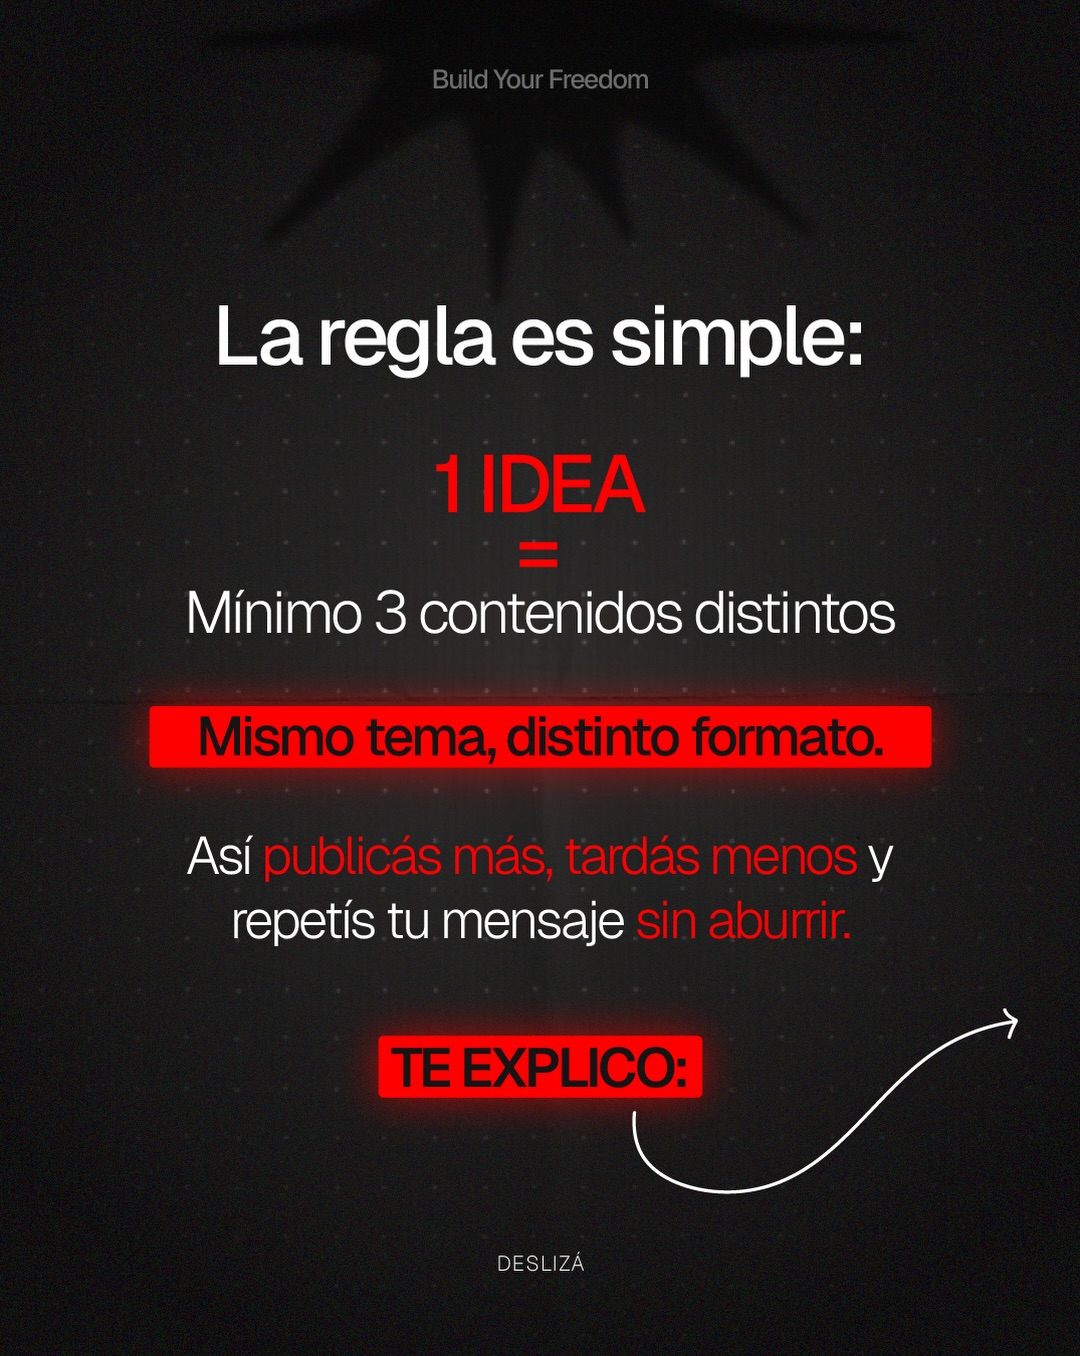 Build Your Freedom
La regla es simple:
1 IDEA
=
Mínimo 3 contenidos distintos
Mismo tema, distinto formato.
Así publicás más, tardás menos y
repetís tu mensaje sin aburrir.
TE EXPLICO:
DESLIZÁ